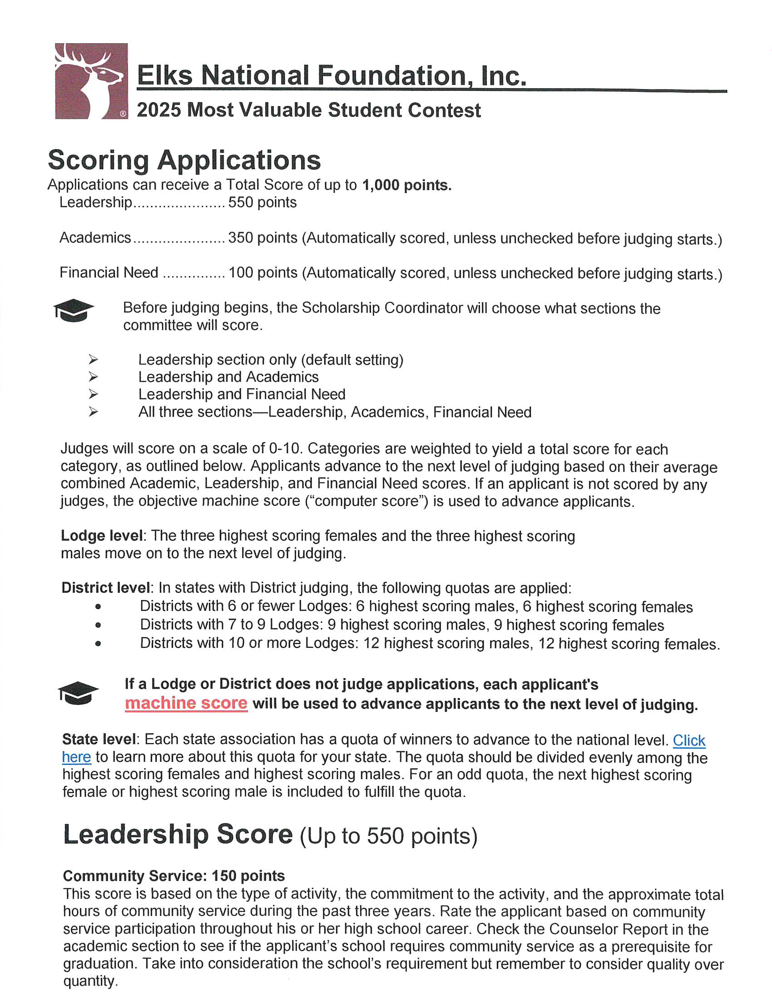 Elks National Foundation, Inc.
2025 Most Valuable Student Contest
®
Scoring Applications
Applications can receive a Total Score of up to 1,000 points.
Leadership...................... 550 points
Academics...................... 350 points (Automatically scored, unless unchecked before judging starts.)
Financial Need ............... 100 points (Automatically scored, unless unchecked before judging starts.)
Before judging begins, the Scholarship Coordinator will choose what sections the
committee will score.
➢ Leadership section only (default setting)
➢ Leadership and Academics
➢ Leadership and Financial Need
➢ All three sections—Leadership, Academics, Financial Need
Judges will score on a scale of 0-10. Categories are weighted to yield a total score for each
category, as outlined below. Applicants advance to the next level of judging based on their average
combined Academic, Leadership, and Financial Need scores. If an applicant is not scored by any
judges, the objective machine score (“computer score”) is used to advance applicants.
Lodge level: The three highest scoring females and the three highest scoring
males move on to the next level of judging.
District level: In states with District judging, the following quotas are applied:
• Districts with 6 or fewer Lodges: 6 highest scoring males, 6 highest scoring females
• Districts with 7 to 9 Lodges: 9 highest scoring males, 9 highest scoring females
• Districts with 10 or more Lodges: 12 highest scoring males, 12 highest scoring females.
If a Lodge or District does not judge applications, each applicant's
machine score will be used to advance applicants to the next level of judging.
State level: Each state association has a quota of winners to advance to the national level. Click
here to learn more about this quota for your state. The quota should be divided evenly among the
highest scoring females and highest scoring males. For an odd quota, the next highest scoring
female or highest scoring male is included to fulfill the quota.
Leadership Score (Up to 550 points)
Community Service: 150 points
This score is based on the type of activity, the commitment to the activity, and the approximate total
hours of community service during the past three years. Rate the applicant based on community
service participation throughout his or her high school career. Check the Counselor Report in the
academic section to see if the applicant’s school requires community service as a prerequisite for
graduation. Take into consideration the school’s requirement but remember to consider quality over
quantity.